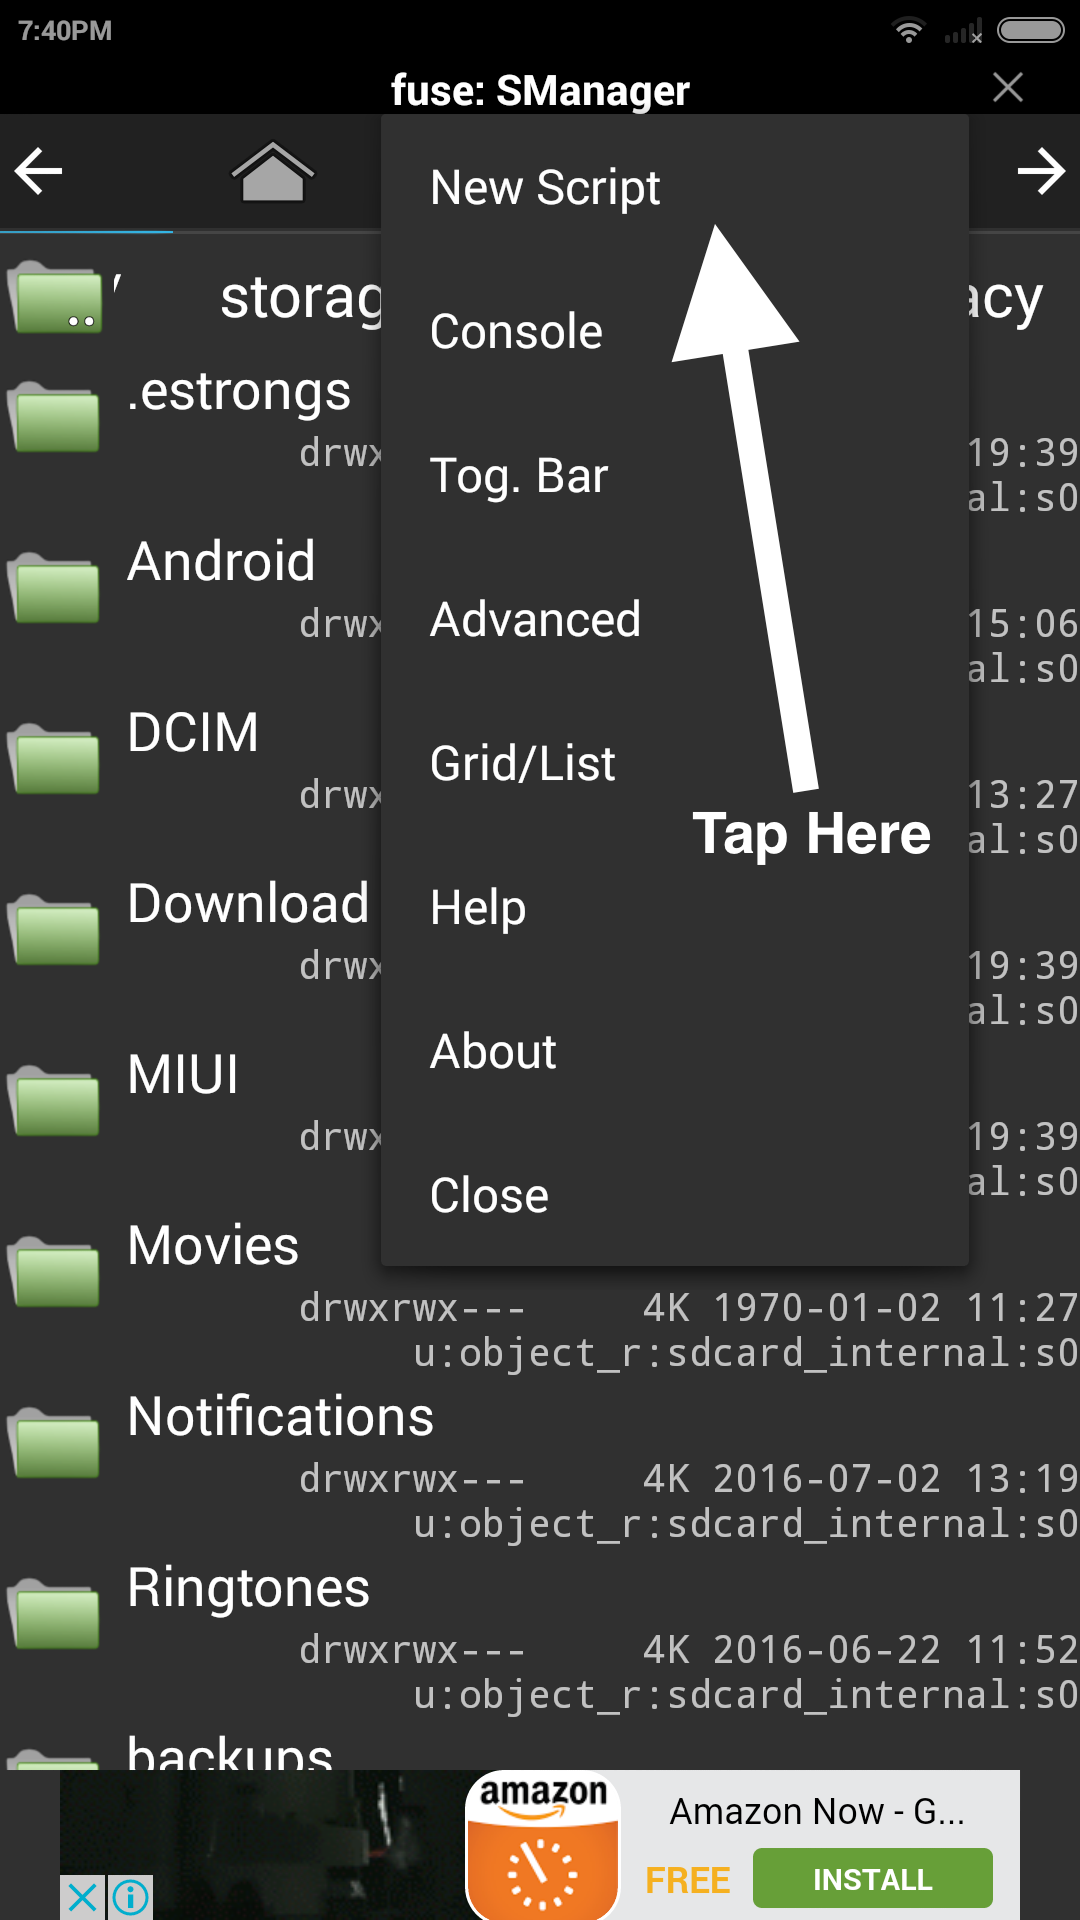 7:40PM
fuse: SManager
New Script
storag
acy
Console
.estrongs
drwx
19:39
Tog. Bar
al:s0
Android
drwx
15:06
Advanced
al:s0
DCIM
Grid/List
drwx
13:27
Tap Here
al:s0
Download
Help
drwx
19:39
al:s0
MIUI
About
drwx
19:39
al:s0
Close
Movies
drwxrwx--- 4K 1970-01-02 11:27
u:object_r:sdcard_internal:s0
Notifications
drwxrwx--- 4K 2016-07-02 13:19
u:object_r:sdcard_internal:s0
Ringtones
drwxrwx--- 4K 2016-06-22 11:52
u:object_r:sdcard_internal:s0
backups
amazon
Amazon Now - G...
FREE
INSTALL